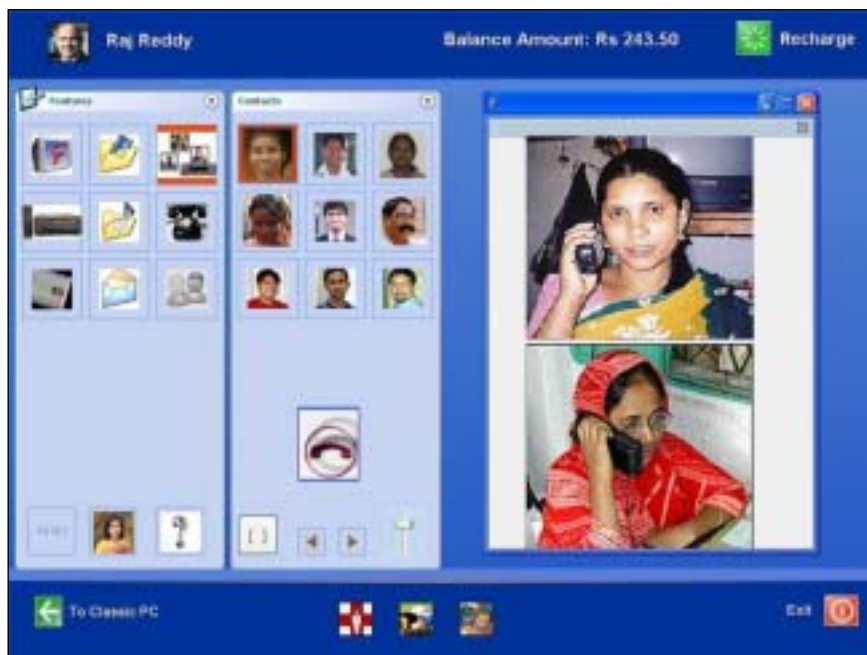 Raj Reddy
Balance Amount: Rs 243.50
Recharge
Features
Contacts
To Classic PC
Exit